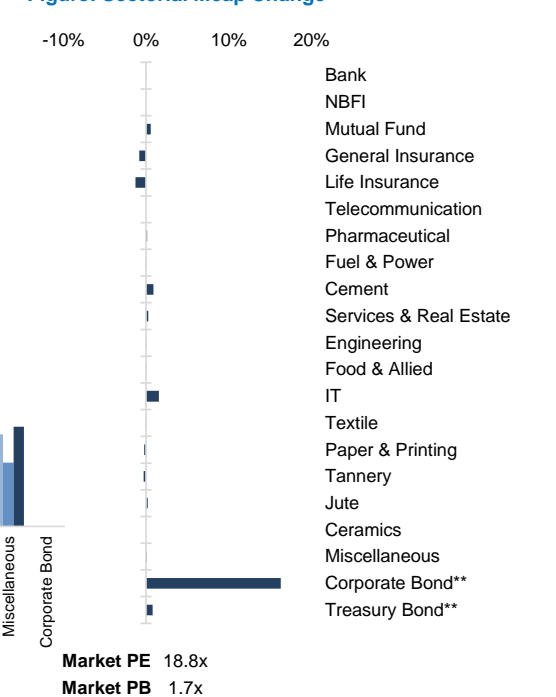 Figure: Sectorial Mcap Change
-10% 0% 10% 20%
Bank
NBFI
Mutual Fund
General Insurance
Life Insurance
Telecommunication
Pharmaceutical
Fuel & Power
Cement
Services & Real Estate
Engineering
Food & Allied
IT
Textile
Paper & Printing
Tannery
Jute
Ceramics
Miscellaneous
Corporate Bond**
Treasury Bond**
Miscellaneous
Corporate Bond
Market PE 18.8x
Market PB 1.7x